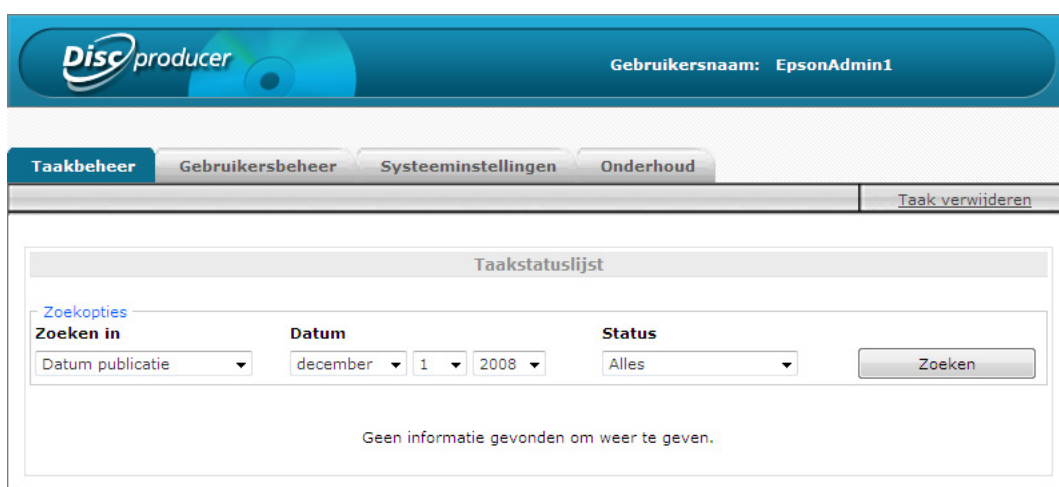 Disc producer
Gebruikersnaam: EpsonAdmin1
Taakbeheer Gebruikersbeheer Systeeminstellingen Onderhoud
Taak verwijderen
Taakstatuslijst
Zoekopties
Zoeken in Datum Status
Datum publicatie december 1 2008 Alles Zoeken
Geen informatie gevonden om weer te geven.